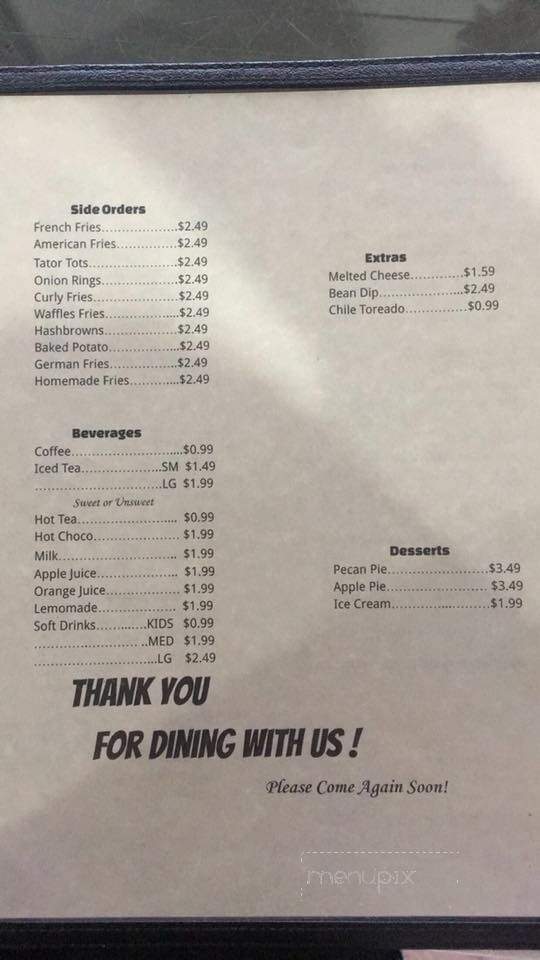 Side Orders
French Fries..................$2.49
American Fries..............$2.49
Tator Tots.....................$2.49
Onion Rings..................$2.49
Curly Fries....................$2.49
Waffles Fries..................$2.49
Hashbrowns..................$2.49
Baked Potato.................$2.49
German Fries.................$2.49
Homemade Fries............$2.49
Extras
Melted Cheese.............$1.59
Bean Dip....................$2.49
Chile Toreado...............$0.99
Beverages
Coffee.............................$0.99
Iced Tea...................SM $1.49
..............................LG $1.99
Sweet or Unsweet
Hot Tea........................ $0.99
Hot Choco.................... $1.99
Milk............................ $1.99
Apple Juice.................... $1.99
Orange Juice.................. $1.99
Lemomade................... $1.99
Soft Drinks............KIDS $0.99
.......................... ..MED $1.99
.............................LG $2.49
Desserts
Pecan Pie........................$3.49
Apple Pie........................ $3.49
Ice Cream........................$1.99
THANK YOU
FOR DINING WITH US !
Please Come Again Soon!
menupix